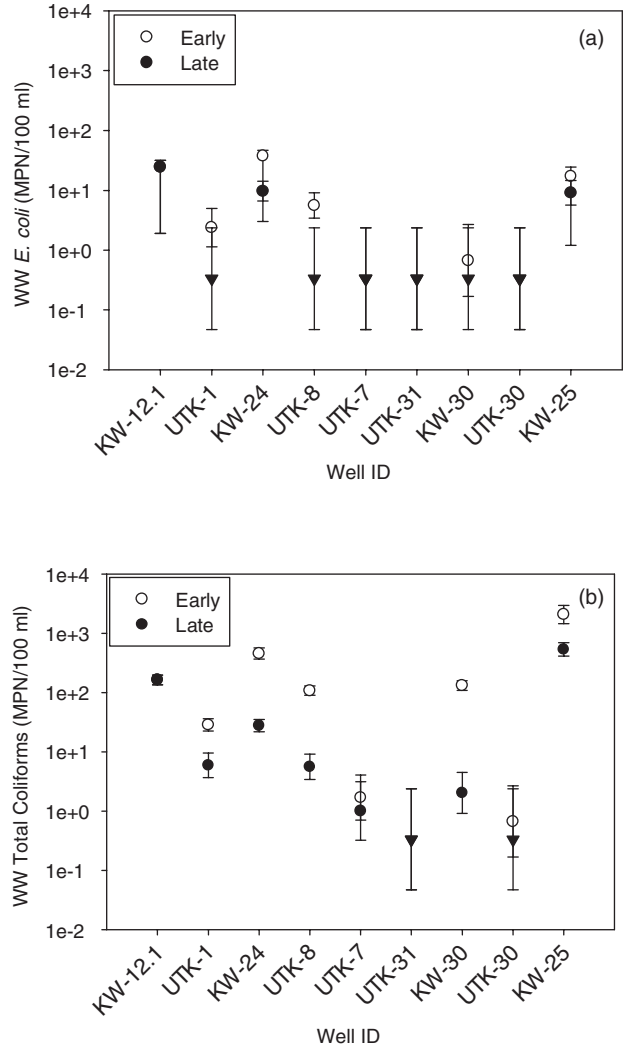 (a)
Early
Late
1e+4
1e+3
1e+2
1e+1
1e+0
1e-1
1e-2
WW E. coli (MPN/100 ml)
KW-12.1
UTK-1
KW-24
UTK-8
UTK-7
UTK-31
KW-30
UTK-30
KW-25
Well ID
(b)
Early
Late
1e+4
1e+3
1e+2
1e+1
1e+0
1e-1
1e-2
WW Total Coliforms (MPN/100 ml)
KW-12.1
UTK-1
KW-24
UTK-8
UTK-7
UTK-31
KW-30
UTK-30
KW-25
Well ID